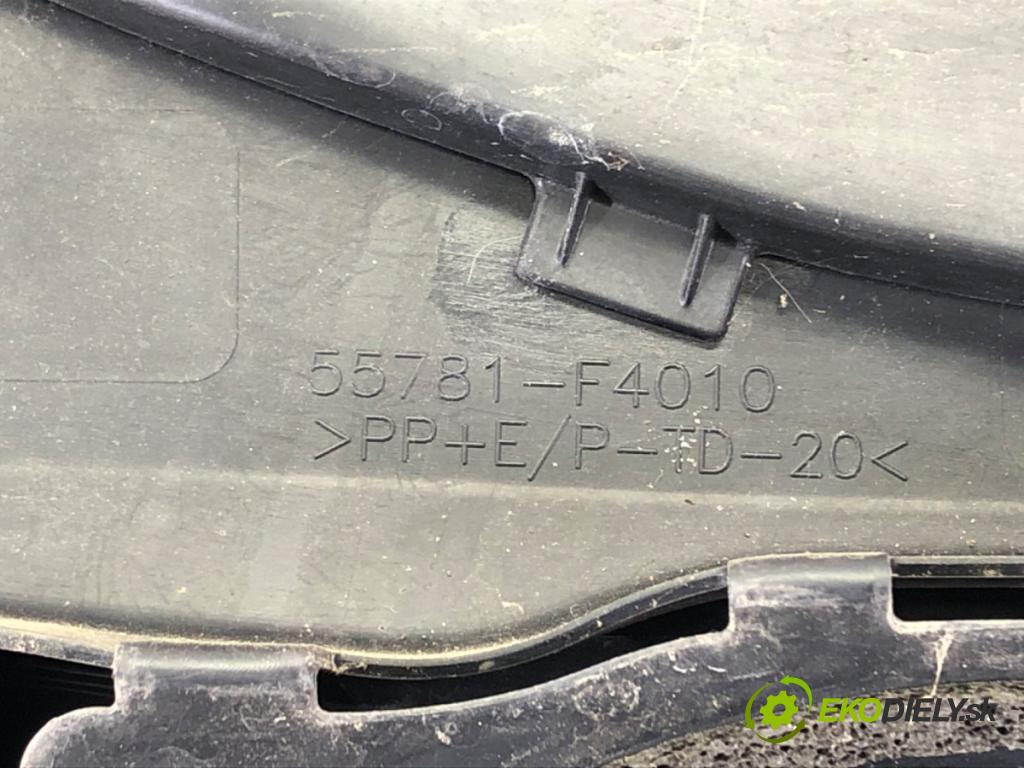 55781-F4010
>PP+E/P-TD-20<
EKODIELY.sk